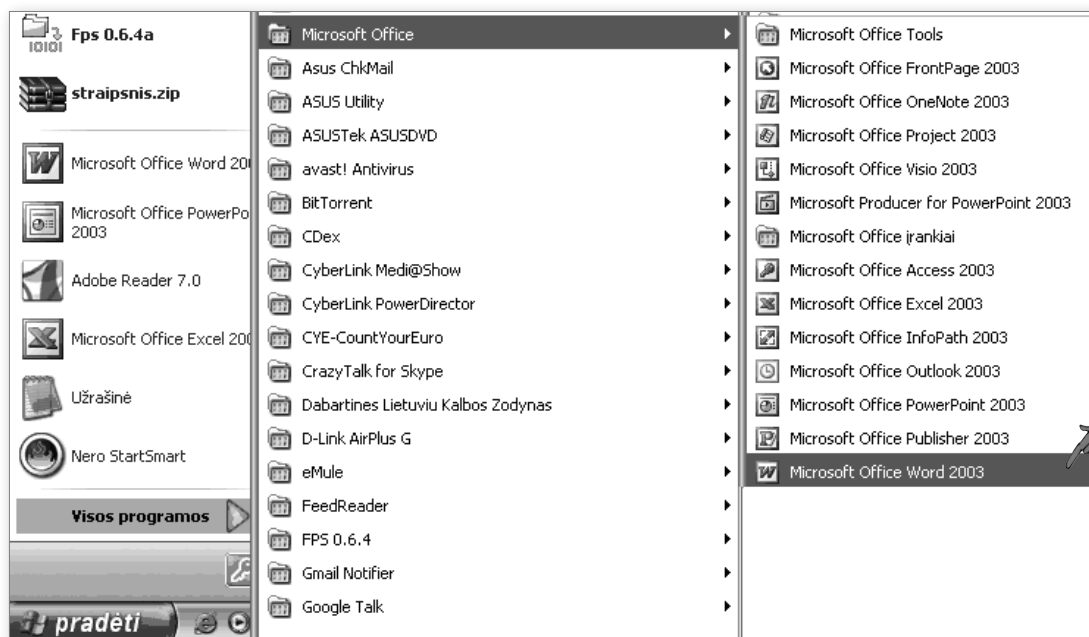 Fps 0.6.4a
straipsnis.zip
Microsoft Office Word 20
Microsoft Office PowerPo
2003
Adobe Reader 7.0
Microsoft Office Excel 200
Užrašinė
Nero StartSmart
Visos programos
pradėti
Microsoft Office
Asus ChkMail
ASUS Utility
ASUSTek ASUSDVD
avast! Antivirus
BitTorrent
CDex
CyberLink Medi@Show
CyberLink PowerDirector
CYE-CountYourEuro
CrazyTalk for Skype
Dabartines Lietuviu Kalbos Zodynas
D-Link AirPlus G
eMule
FeedReader
FPS 0.6.4
Gmail Notifier
Google Talk
Microsoft Office Tools
Microsoft Office FrontPage 2003
Microsoft Office OneNote 2003
Microsoft Office Project 2003
Microsoft Office Visio 2003
Microsoft Producer for PowerPoint 2003
Microsoft Office įrankiai
Microsoft Office Access 2003
Microsoft Office Excel 2003
Microsoft Office InfoPath 2003
Microsoft Office Outlook 2003
Microsoft Office PowerPoint 2003
Microsoft Office Publisher 2003
Microsoft Office Word 2003